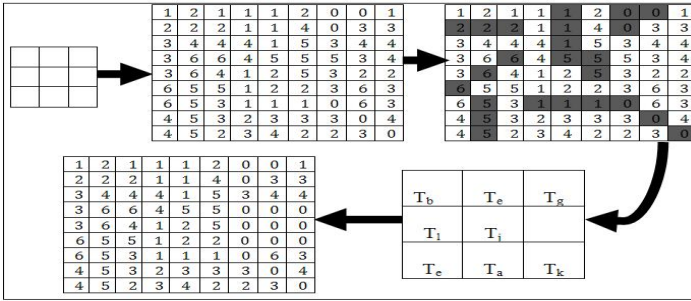 1 2 1 1 1 2 0 0 1
2 2 2 1 1 4 0 3 3
3 4 4 4 1 5 3 4 4
3 6 6 4 5 5 5 3 4
3 6 4 1 2 5 3 2 2
6 5 5 1 2 2 3 6 3
6 5 3 1 1 1 0 6 3
4 5 3 2 3 3 3 0 4
4 5 2 3 4 2 2 3 0
1 2 1 1 1 2 0 0 1
2 2 2 1 1 4 0 3 3
3 4 4 4 1 5 3 4 4
3 6 6 4 5 5 5 3 4
3 6 4 1 2 5 3 2 2
6 5 5 1 2 2 3 6 3
6 5 3 1 1 1 0 6 3
4 5 3 2 3 3 3 0 4
4 5 2 3 4 2 2 3 0
1 2 1 1 1 2 0 0 1
2 2 2 1 1 4 0 3 3
3 4 4 4 1 5 3 4 4
3 6 6 4 5 5 0 0 0
3 6 4 1 2 5 0 0 0
6 5 5 1 2 2 0 0 0
6 5 3 1 1 1 0 6 3
4 5 3 2 3 3 3 0 4
4 5 2 3 4 2 2 3 0
Tb Te Tg
Tl Tj
Te Ta Tk